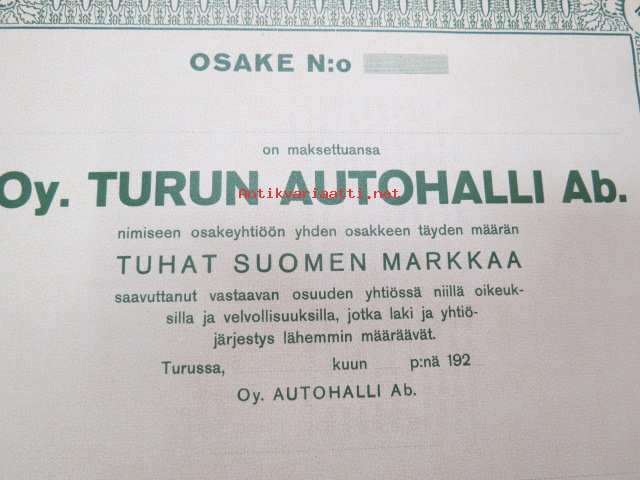 OSAKE N:o
on maksettuansa
Oy. TURUN AUTOHALLI Ab.
Antikvariaatti.net
nimiseen osakeyhtiöön yhden osakkeen täyden määrän
TUHAT SUOMEN MARKKAA
saavuttanut vastaavan osuuden yhtiössä niillä oikeuk-
silla ja velvollisuuksilla, jotka laki ja yhtiö-
järjestys lähemmin määräävät.
Turussa, kuun p:nä 192
Oy. AUTOHALLI Ab.